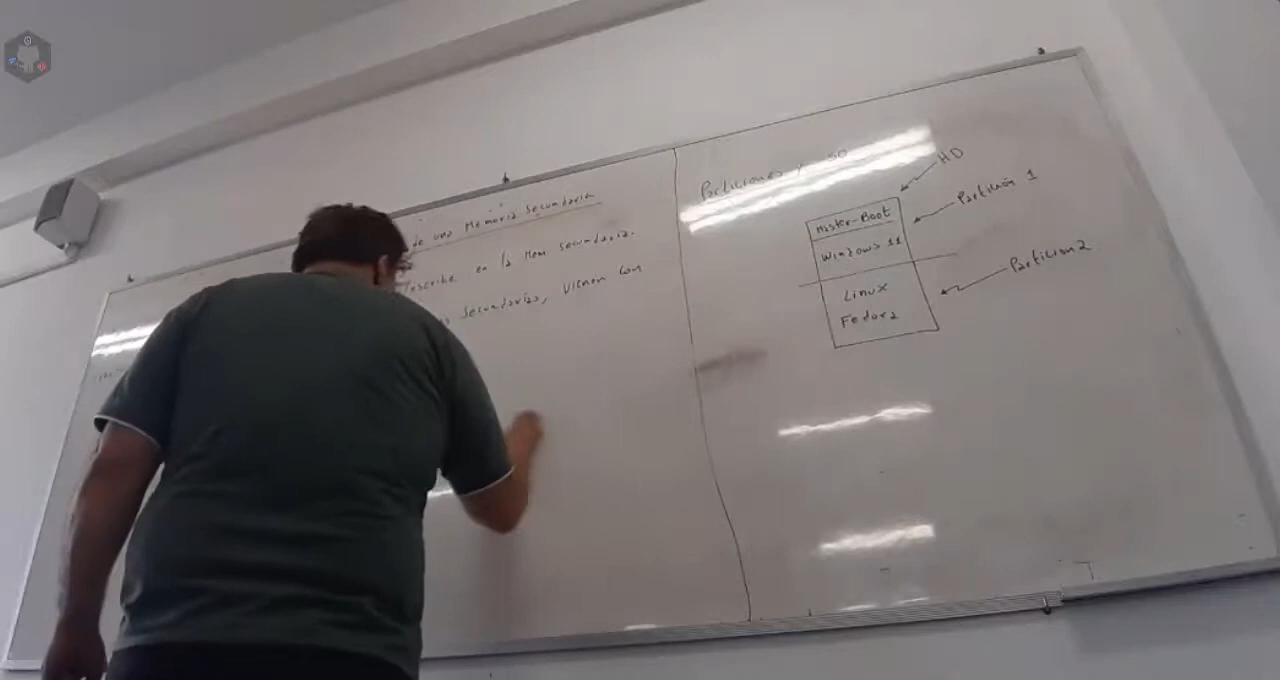 de una Memoria Secundaria
escribe en la Mem secundaria.
secundarias, vienen con
Particiones y SO
HD
Master-Boot
Partición 1
Windows 11
Partición 2
Linux
Fedora